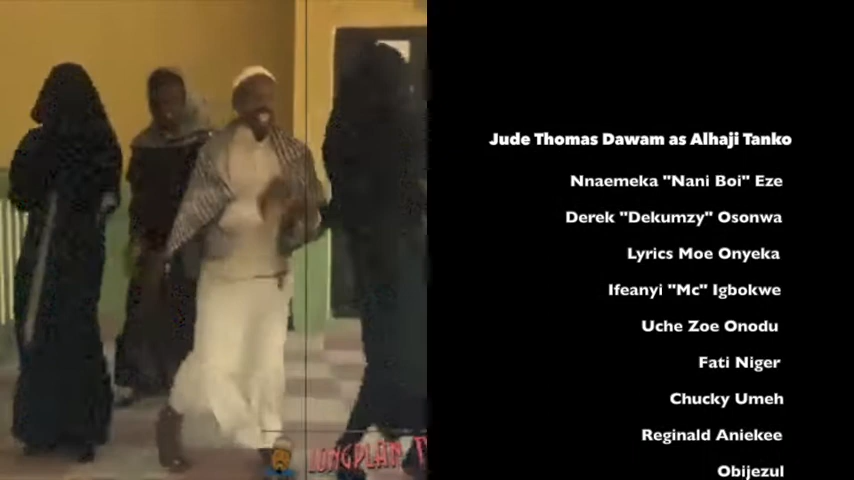 LONGPLAY
Jude Thomas Dawam as Alhaji Tanko
Nnaemeka "Nani Boi" Eze
Derek "Dekumzy" Osonwa
Lyrics Moe Onyeka
Ifeanyi "Mc" Igbokwe
Uche Zoe Onodu
Fati Niger
Chucky Umeh
Reginald Aniekee
Obijezul